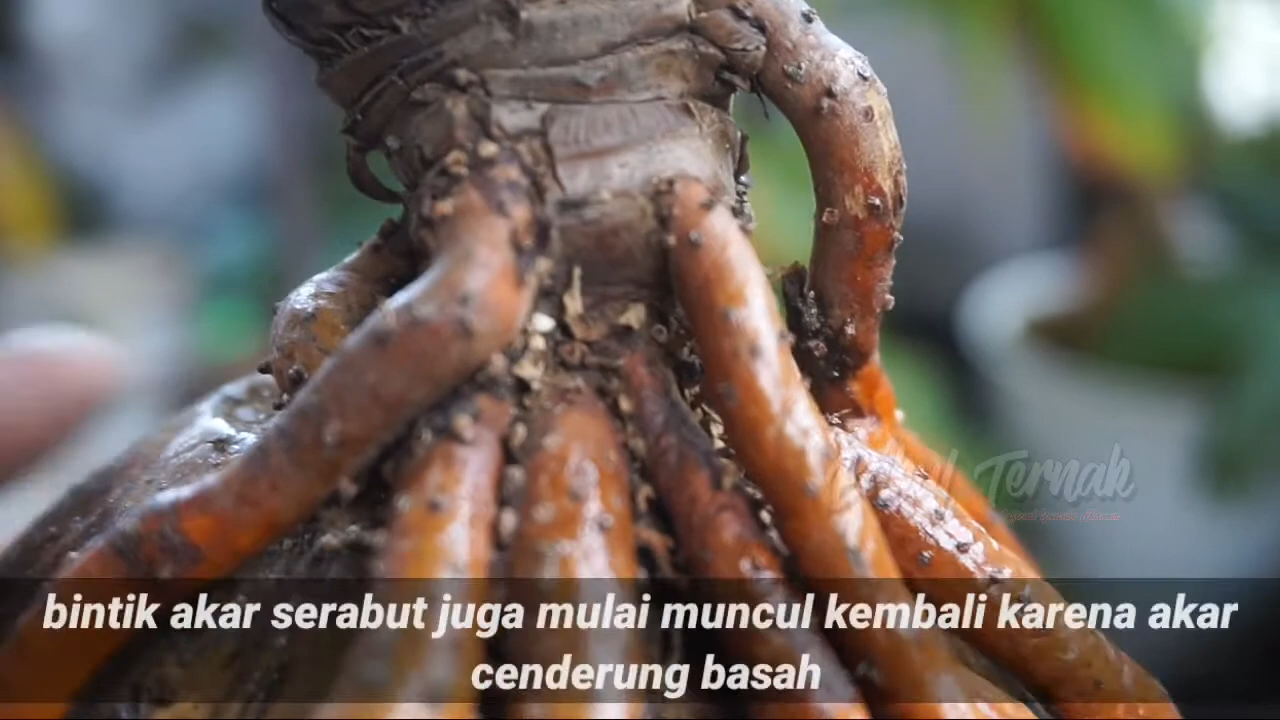 Ternak
bintik akar serabut juga mulai muncul kembali karena akar
cenderung basah